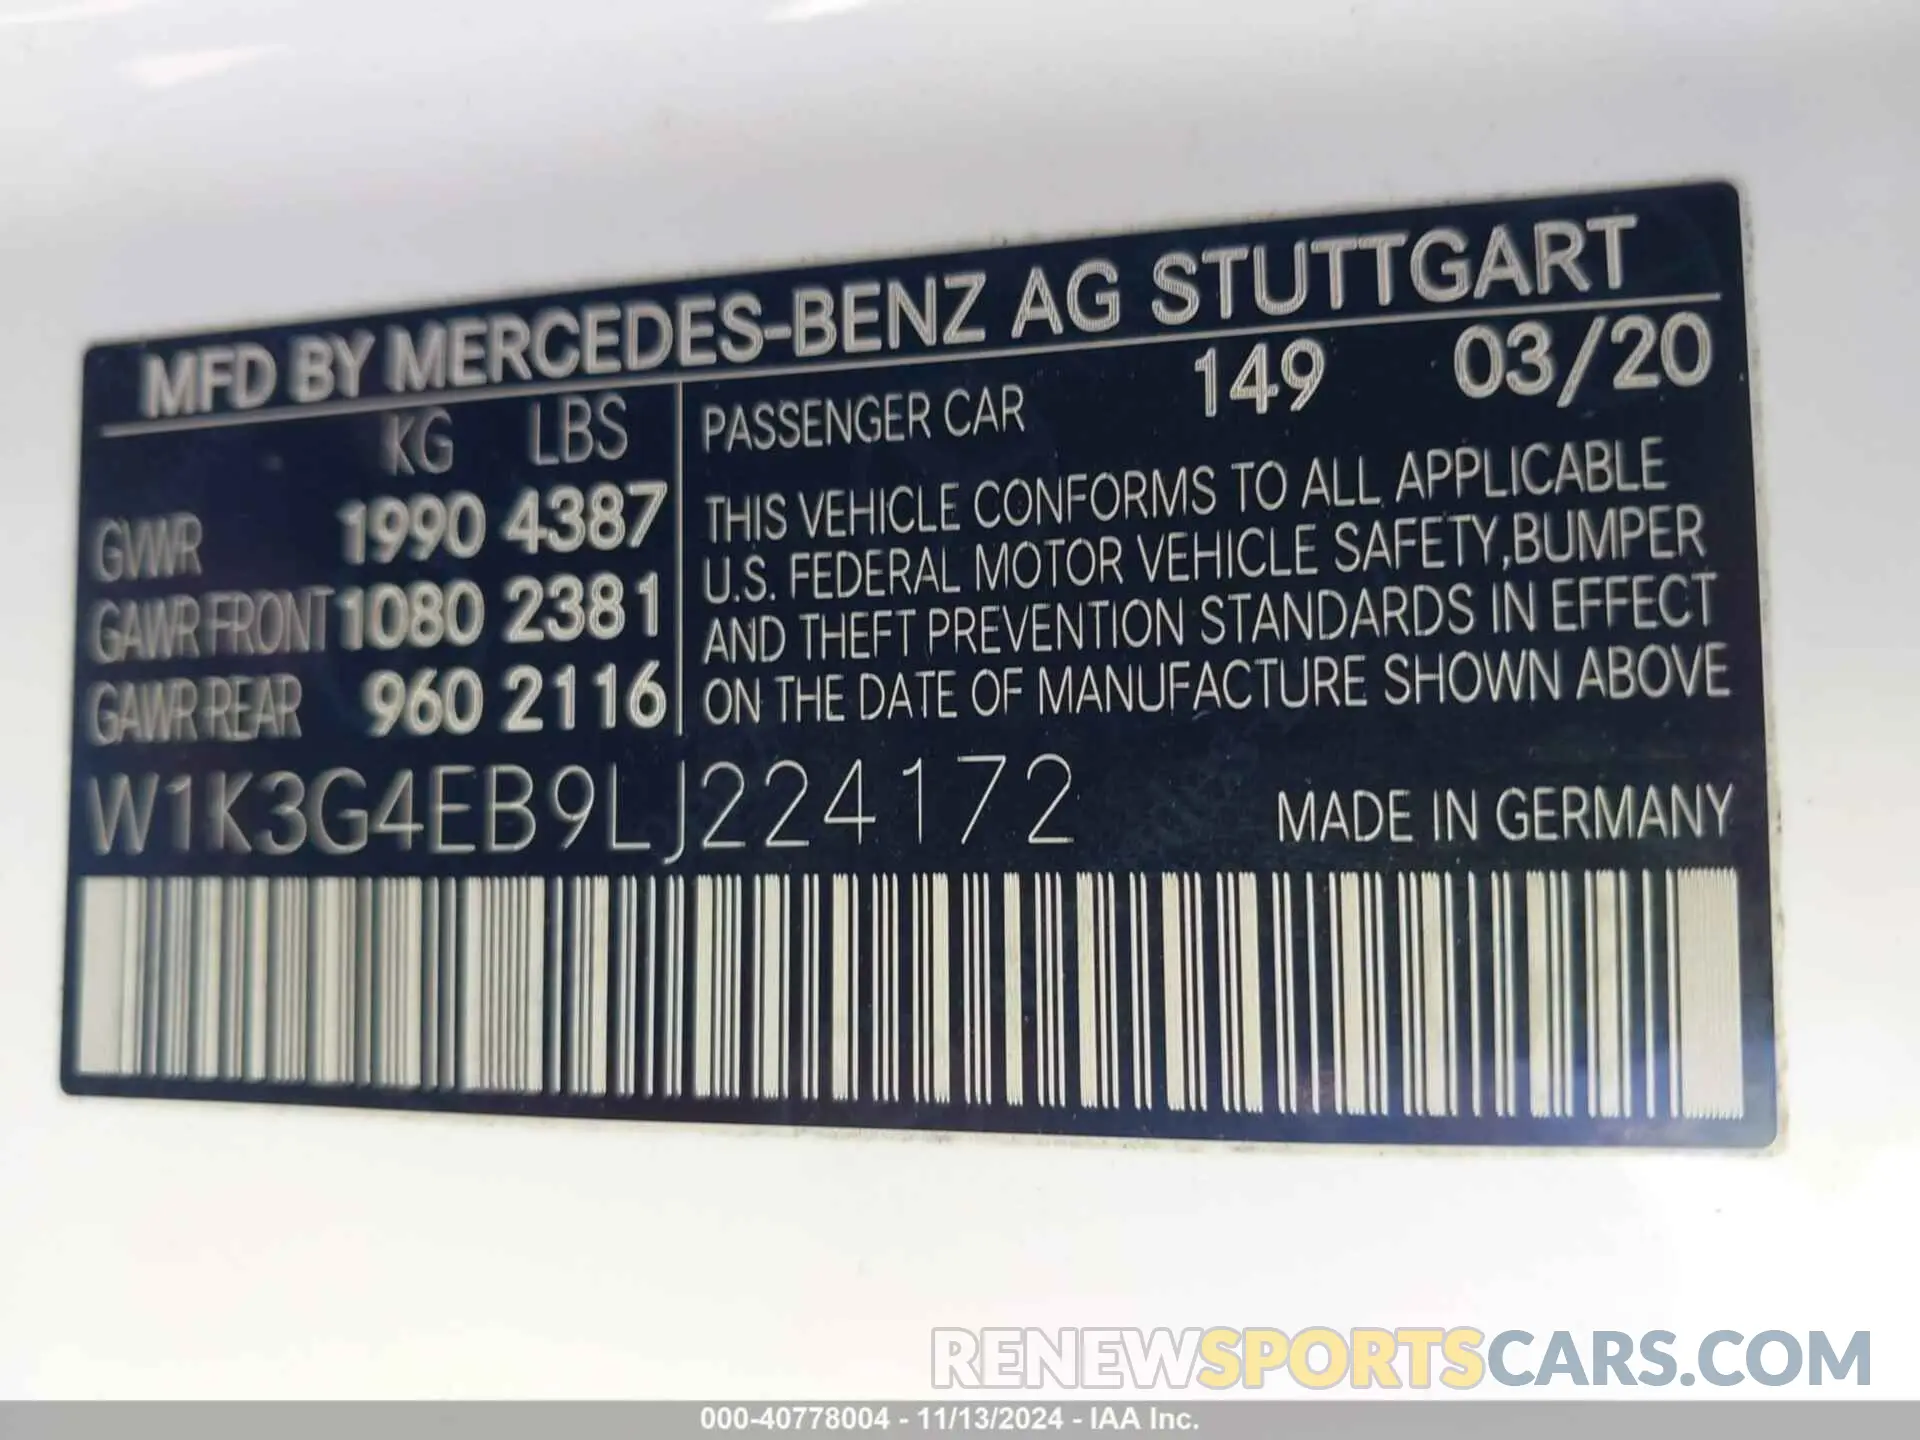 MFD BY MERCEDES-BENZ AG STUTTGART
KG LBS
GVWR 1990 4387
GAWR FRONT 1080 2381
GAWR REAR 960 2116
PASSENGER CAR 149 03/20
THIS VEHICLE CONFORMS TO ALL APPLICABLE
U.S. FEDERAL MOTOR VEHICLE SAFETY,BUMPER
AND THEFT PREVENTION STANDARDS IN EFFECT
ON THE DATE OF MANUFACTURE SHOWN ABOVE
W1K3G4EB9LJ224172 MADE IN GERMANY
RENEWSPORTSCARS.COM
000-40778004 - 11/13/2024 - IAA Inc.